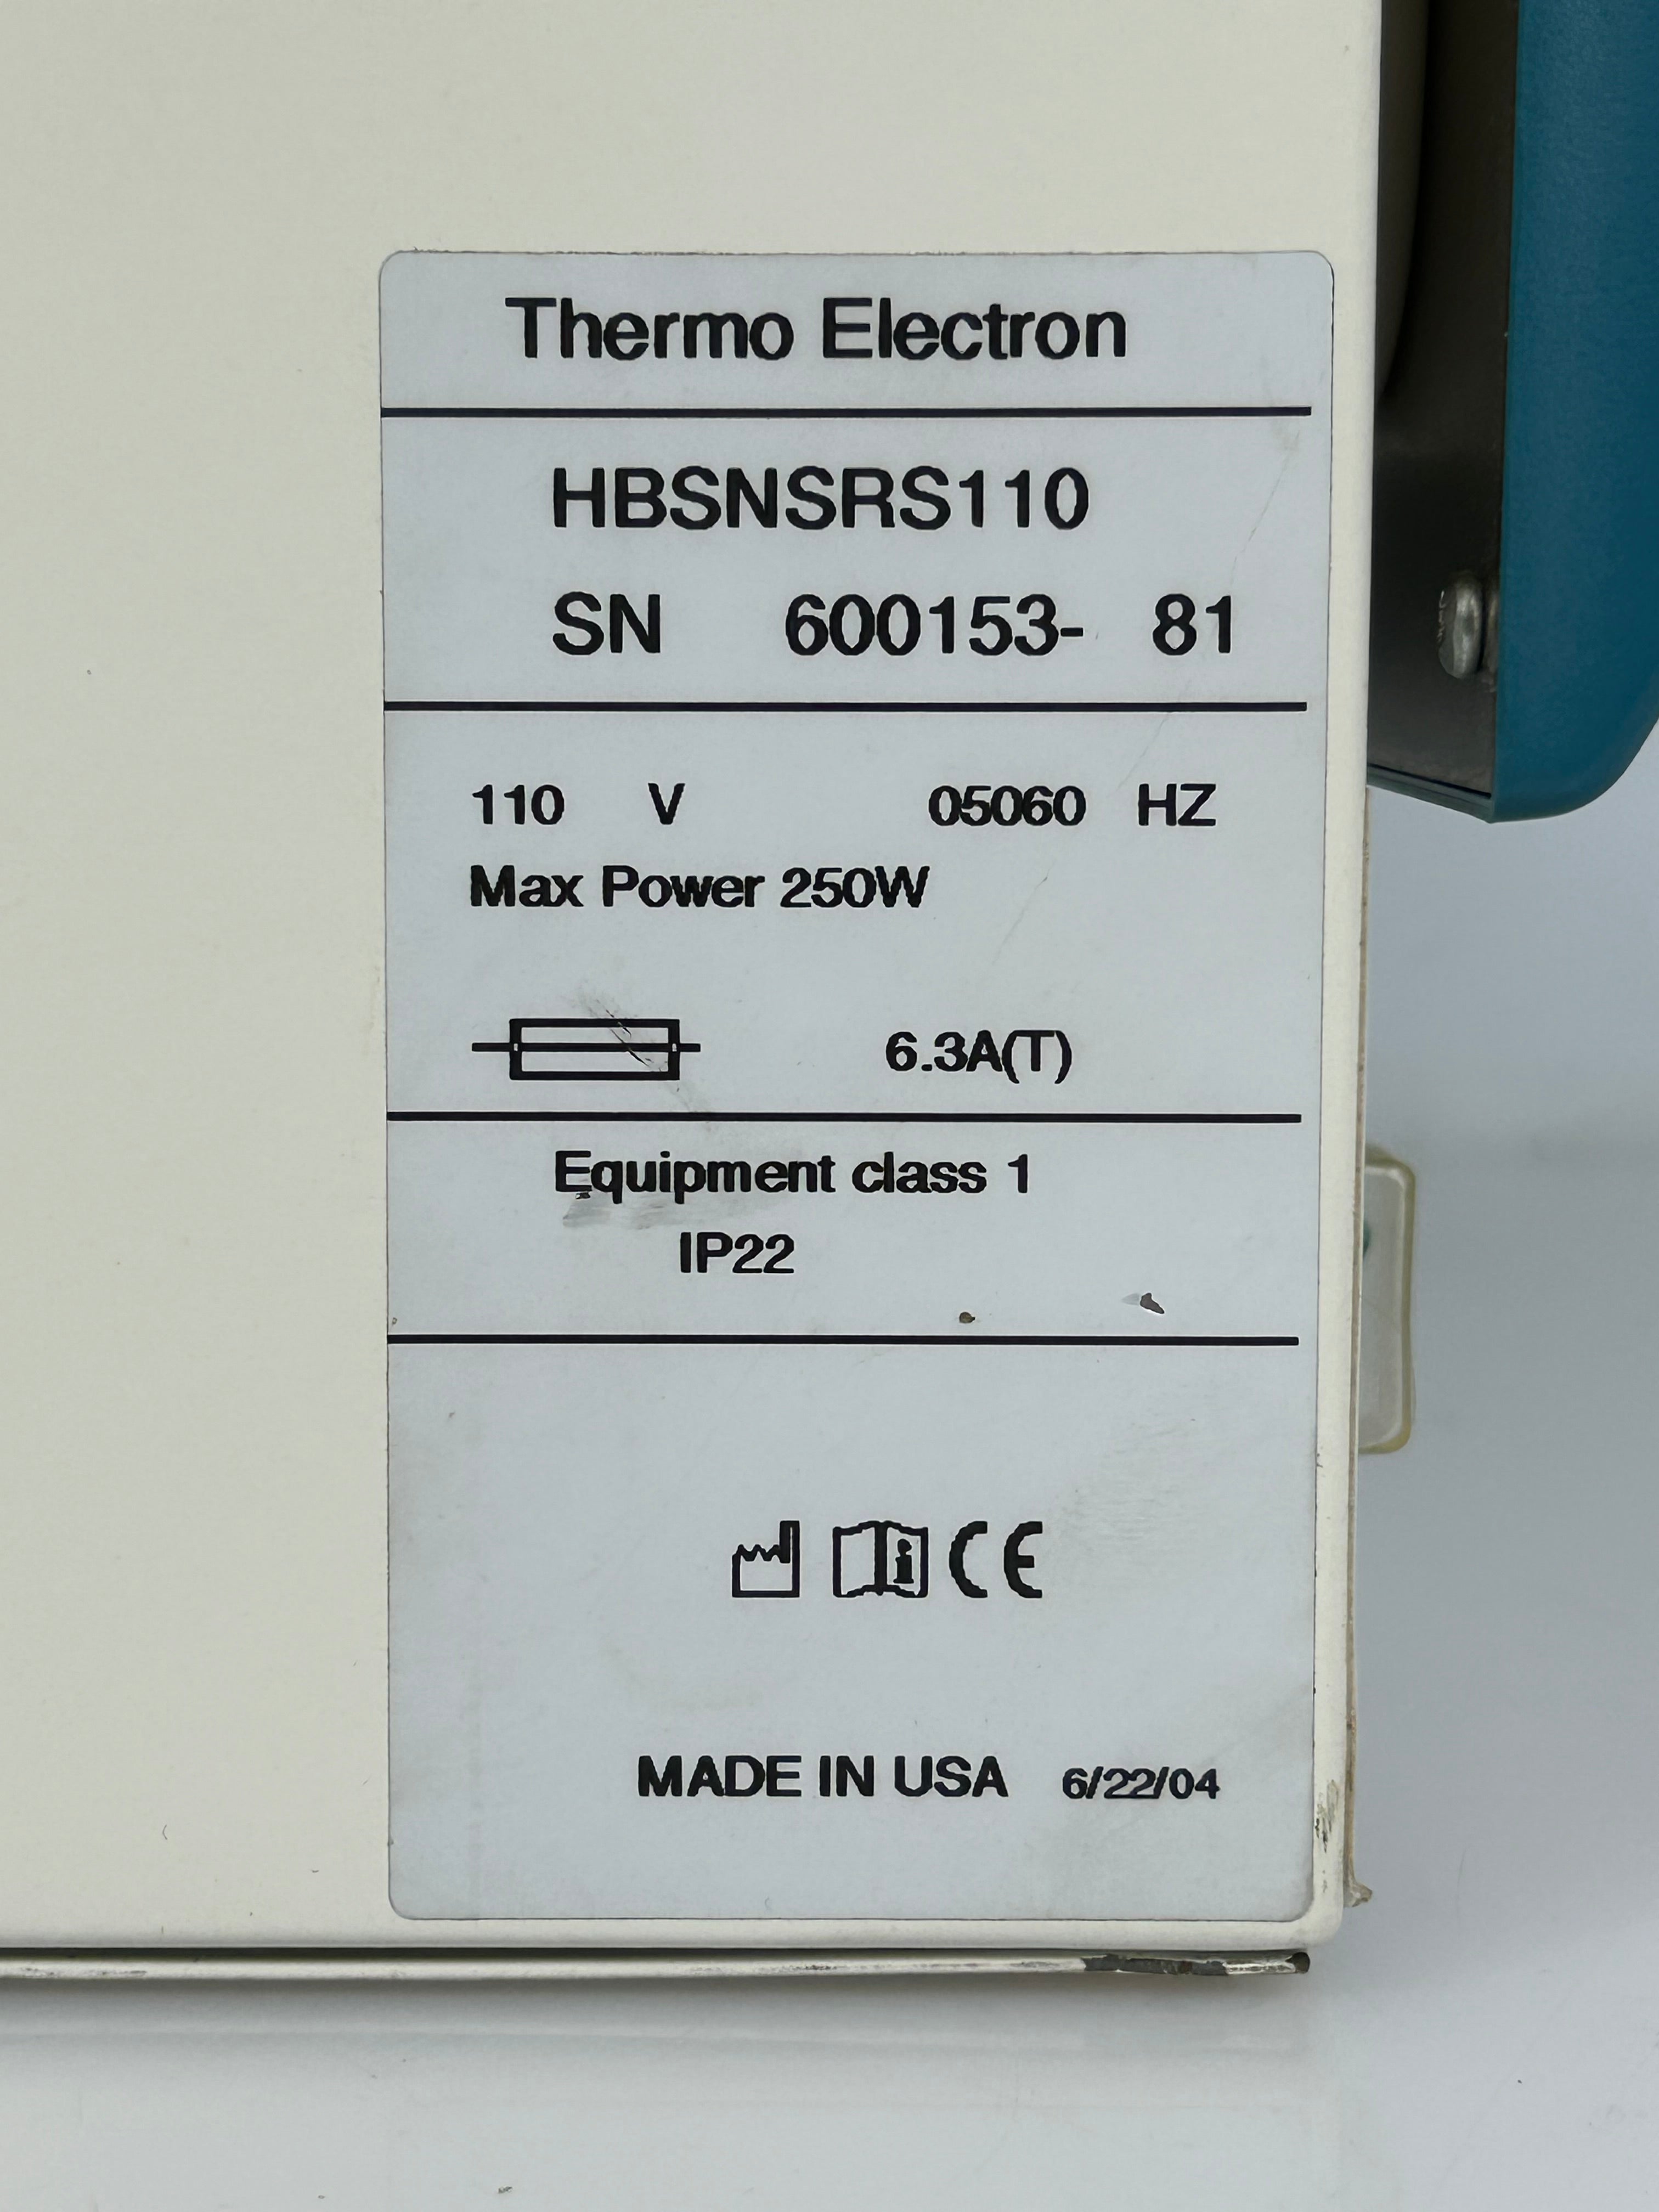 Thermo Electron
HBSNSRS110
SN 600153- 81
110 V 05060 HZ
Max Power 250W
6.3A(T)
Equipment class 1
IP22
i CE
MADE IN USA 6/22/04